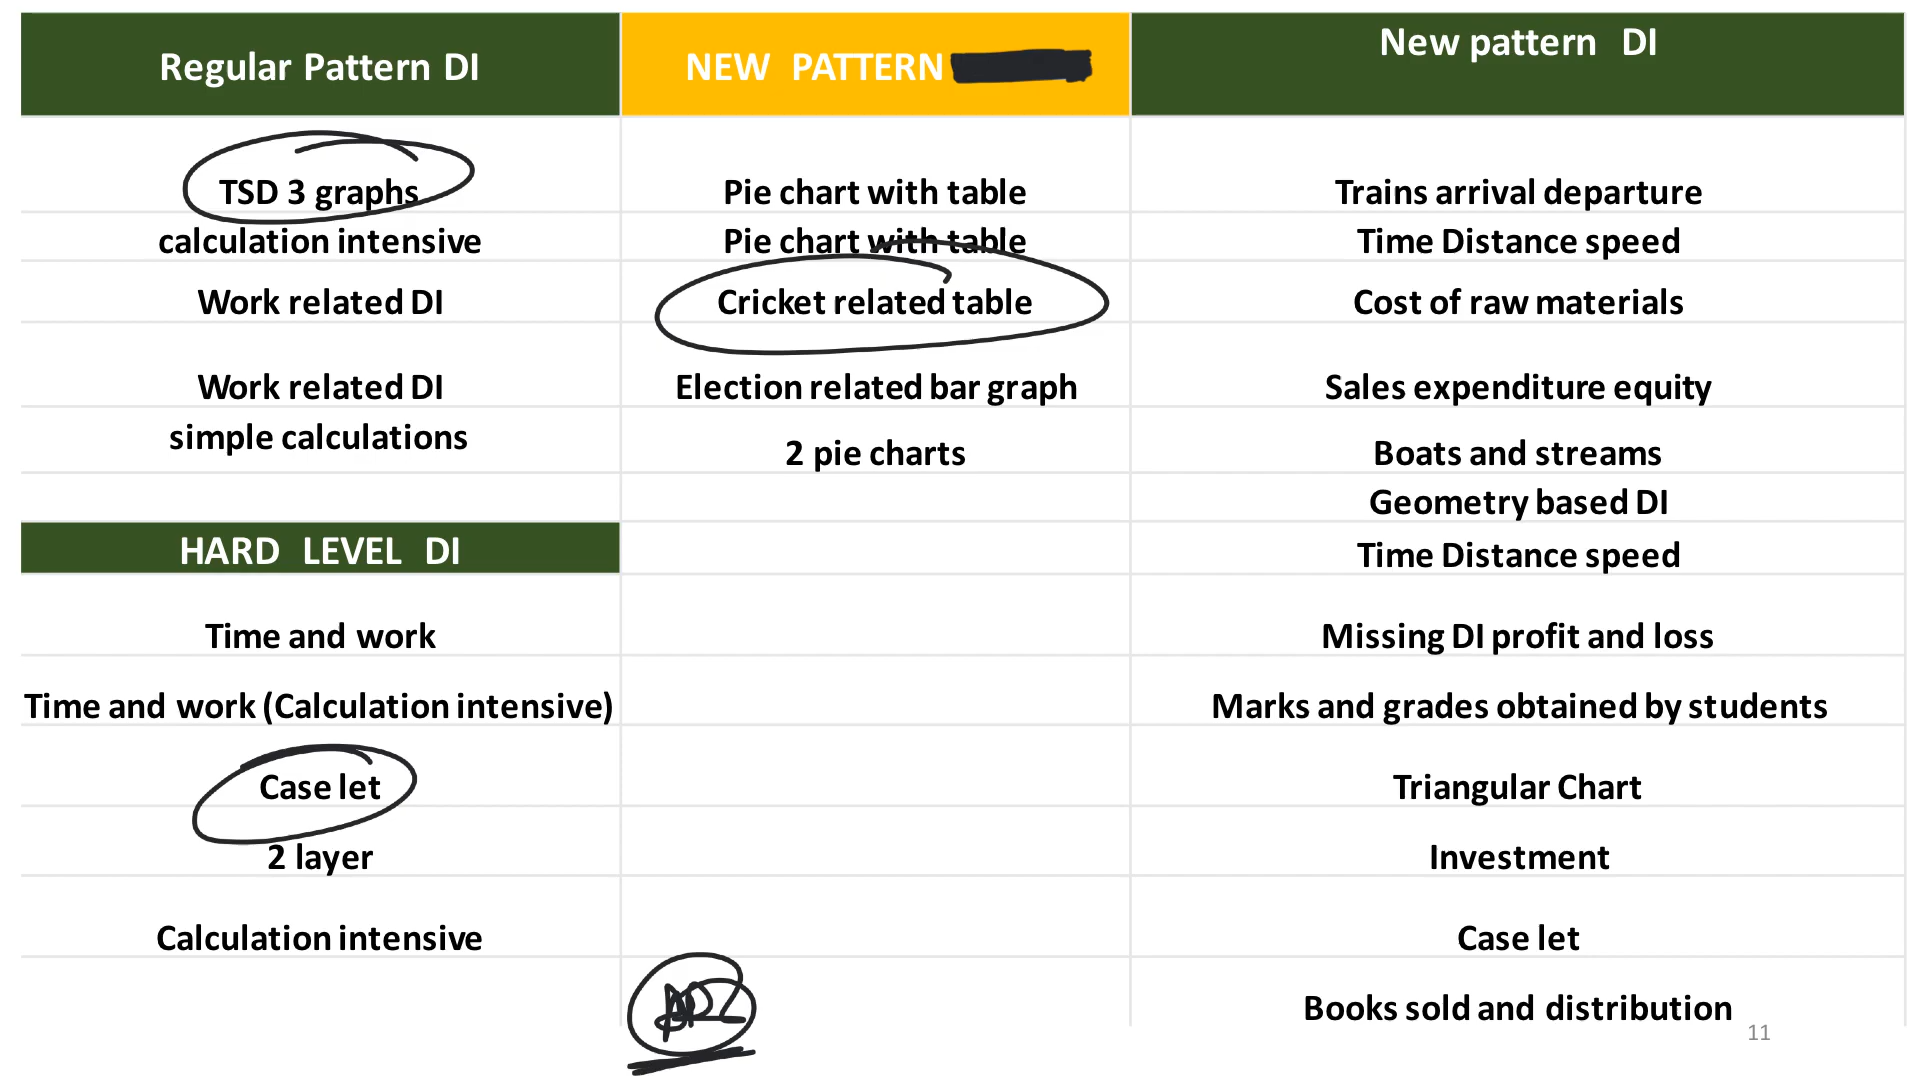 Regular Pattern DI
NEW PATTERN
New pattern DI
TSD 3 graphs
Pie chart with table
Trains arrival departure
calculation intensive
Pie chart with table
Time Distance speed
Work related DI
Cricket related table
Cost of raw materials
Work related DI
Election related bar graph
Sales expenditure equity
simple calculations
2 pie charts
Boats and streams
Geometry based DI
HARD LEVEL DI
Time Distance speed
Time and work
Missing DI profit and loss
Time and work (Calculation intensive)
Marks and grades obtained by students
Case let
Triangular Chart
2 layer
Investment
Calculation intensive
Case let
Books sold and distribution
11